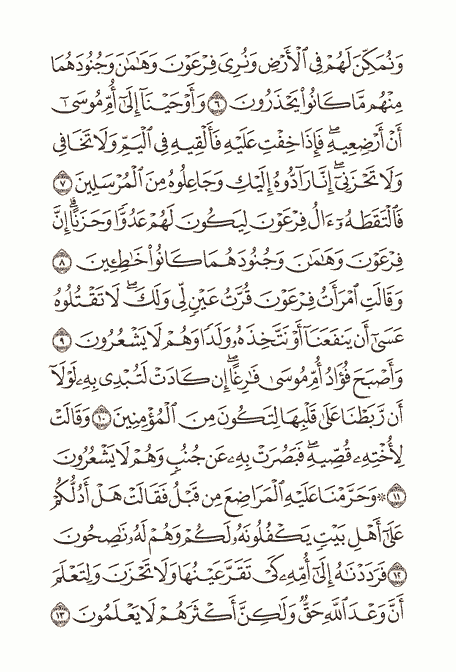 وَنُمَكِّنَ لَهُمْ فِي ٱلْأَرْضِ وَنُرِيَ فِرْعَوْنَ وَهَٰمَٰنَ وَجُنُودَهُمَا
مِنْهُم مَّا كَانُوا۟ يَحْذَرُونَ ٦ وَأَوْحَيْنَآ إِلَىٰٓ أُمِّ مُوسَىٰٓ
أَنْ أَرْضِعِيهِ ۖ فَإِذَا خِفْتِ عَلَيْهِ فَأَلْقِيهِ فِي ٱلْيَمِّ وَلَا تَخَافِي
وَلَا تَحْزَنِيٓ ۖ إِنَّا رَآدُّوهُ إِلَيْكِ وَجَاعِلُوهُ مِنَ ٱلْمُرْسَلِينَ ٧
فَٱلْتَقَطَهُۥٓ ءَالُ فِرْعَوْنَ لِيَكُونَ لَهُمْ عَدُوًّا وَحَزَنًا ۗ إِنَّ
فِرْعَوْنَ وَهَٰمَٰنَ وَجُنُودَهُمَا كَانُوا۟ خَٰطِـِٔينَ ٨
وَقَالَتِ ٱمْرَأَتُ فِرْعَوْنَ قُرَّتُ عَيْنٍ لِّي وَلَكَ ۖ لَا تَقْتُلُوهُ
عَسَىٰٓ أَن يَنفَعَنَآ أَوْ نَتَّخِذَهُۥ وَلَدًا وَهُمْ لَا يَشْعُرُونَ ٩
وَأَصْبَحَ فُؤَادُ أُمِّ مُوسَىٰ فَٰرِغًا ۖ إِن كَادَتْ لَتُبْدِي بِهِۦ لَوْلَآ
أَن رَّبَطْنَا عَلَىٰ قَلْبِهَا لِتَكُونَ مِنَ ٱلْمُؤْمِنِينَ ١٠ وَقَالَتْ
لِأُخْتِهِۦ قُصِّيهِ ۖ فَبَصُرَتْ بِهِۦ عَن جُنُبٍ وَهُمْ لَا يَشْعُرُونَ
١١ ۞ وَحَرَّمْنَا عَلَيْهِ ٱلْمَرَاضِعَ مِن قَبْلُ فَقَالَتْ هَلْ أَدُلُّكُمْ
عَلَىٰٓ أَهْلِ بَيْتٍ يَكْفُلُونَهُۥ لَكُمْ وَهُمْ لَهُۥ نَٰصِحُونَ
١٢ فَرَدَدْنَٰهُ إِلَىٰٓ أُمِّهِۦ كَيْ تَقَرَّ عَيْنُهَا وَلَا تَحْزَنَ وَلِتَعْلَمَ
أَنَّ وَعْدَ ٱللَّهِ حَقٌّ وَلَٰكِنَّ أَكْثَرَهُمْ لَا يَعْلَمُونَ ١٣